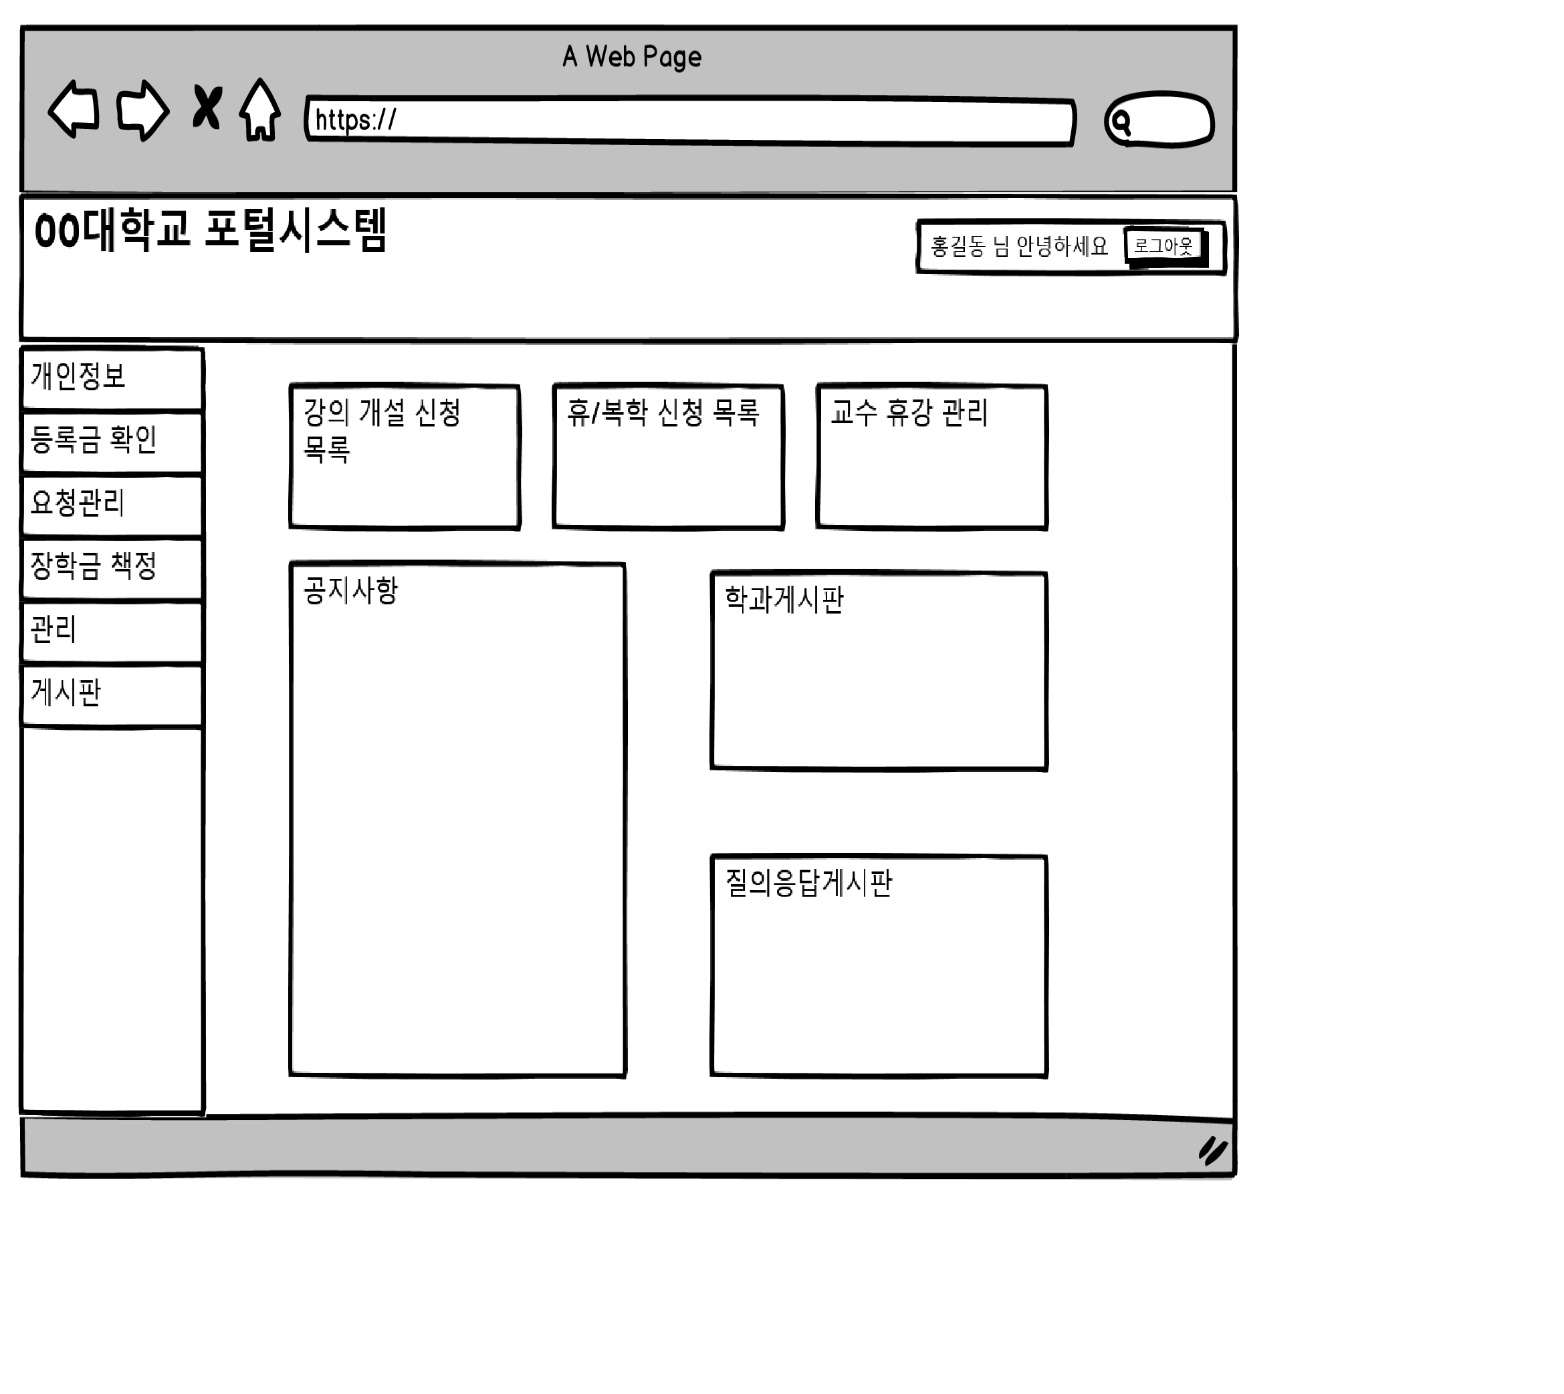 A Web Page
https://
00대학교 포털시스템
홍길동 님 안녕하세요
로그아웃
개인정보
등록금 확인
요청관리
장학금 책정
관리
게시판
강의 개설 신청
목록
휴/복학 신청 목록
교수 휴강 관리
공지사항
학과게시판
질의응답게시판